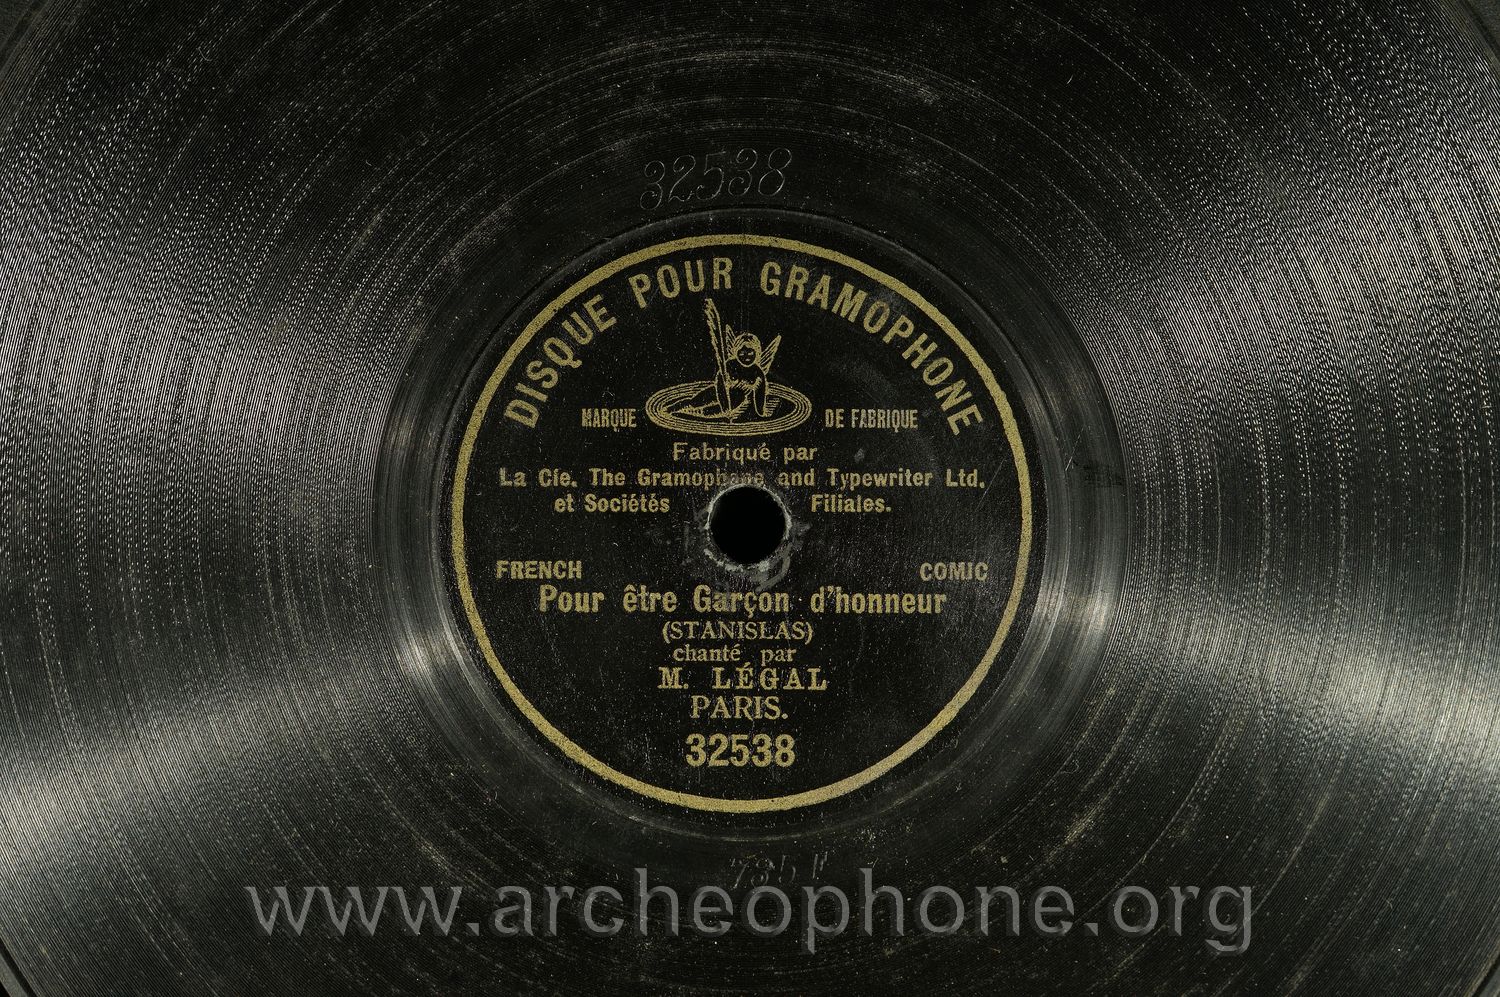 32538
DISQUE POUR GRAMOPHONE
MARQUE DE FABRIQUE
Fabriqué par
La Cie. The Gramophone and Typewriter Ltd.
et Sociétés Filiales.
FRENCH COMIC
Pour être Garçon d'honneur
(STANISLAS)
chanté par
M. LÉGAL
PARIS.
32538
735 F
www.archeophone.org